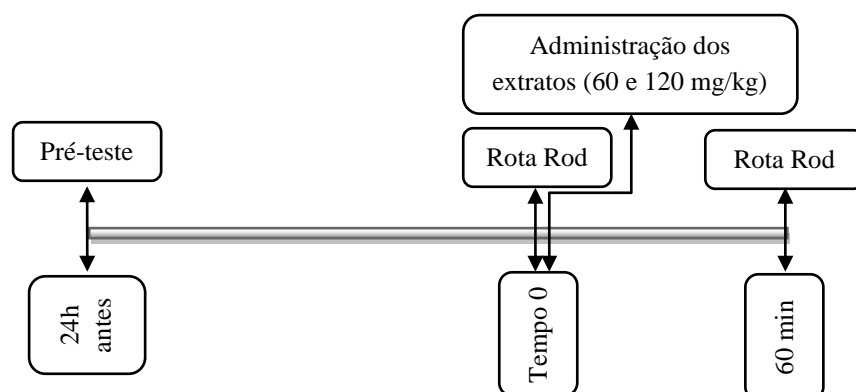 Administração dos
extratos (60 e 120 mg/kg)
Pré-teste
Rota Rod
Rota Rod
24h
antes
Tempo 0
60 min